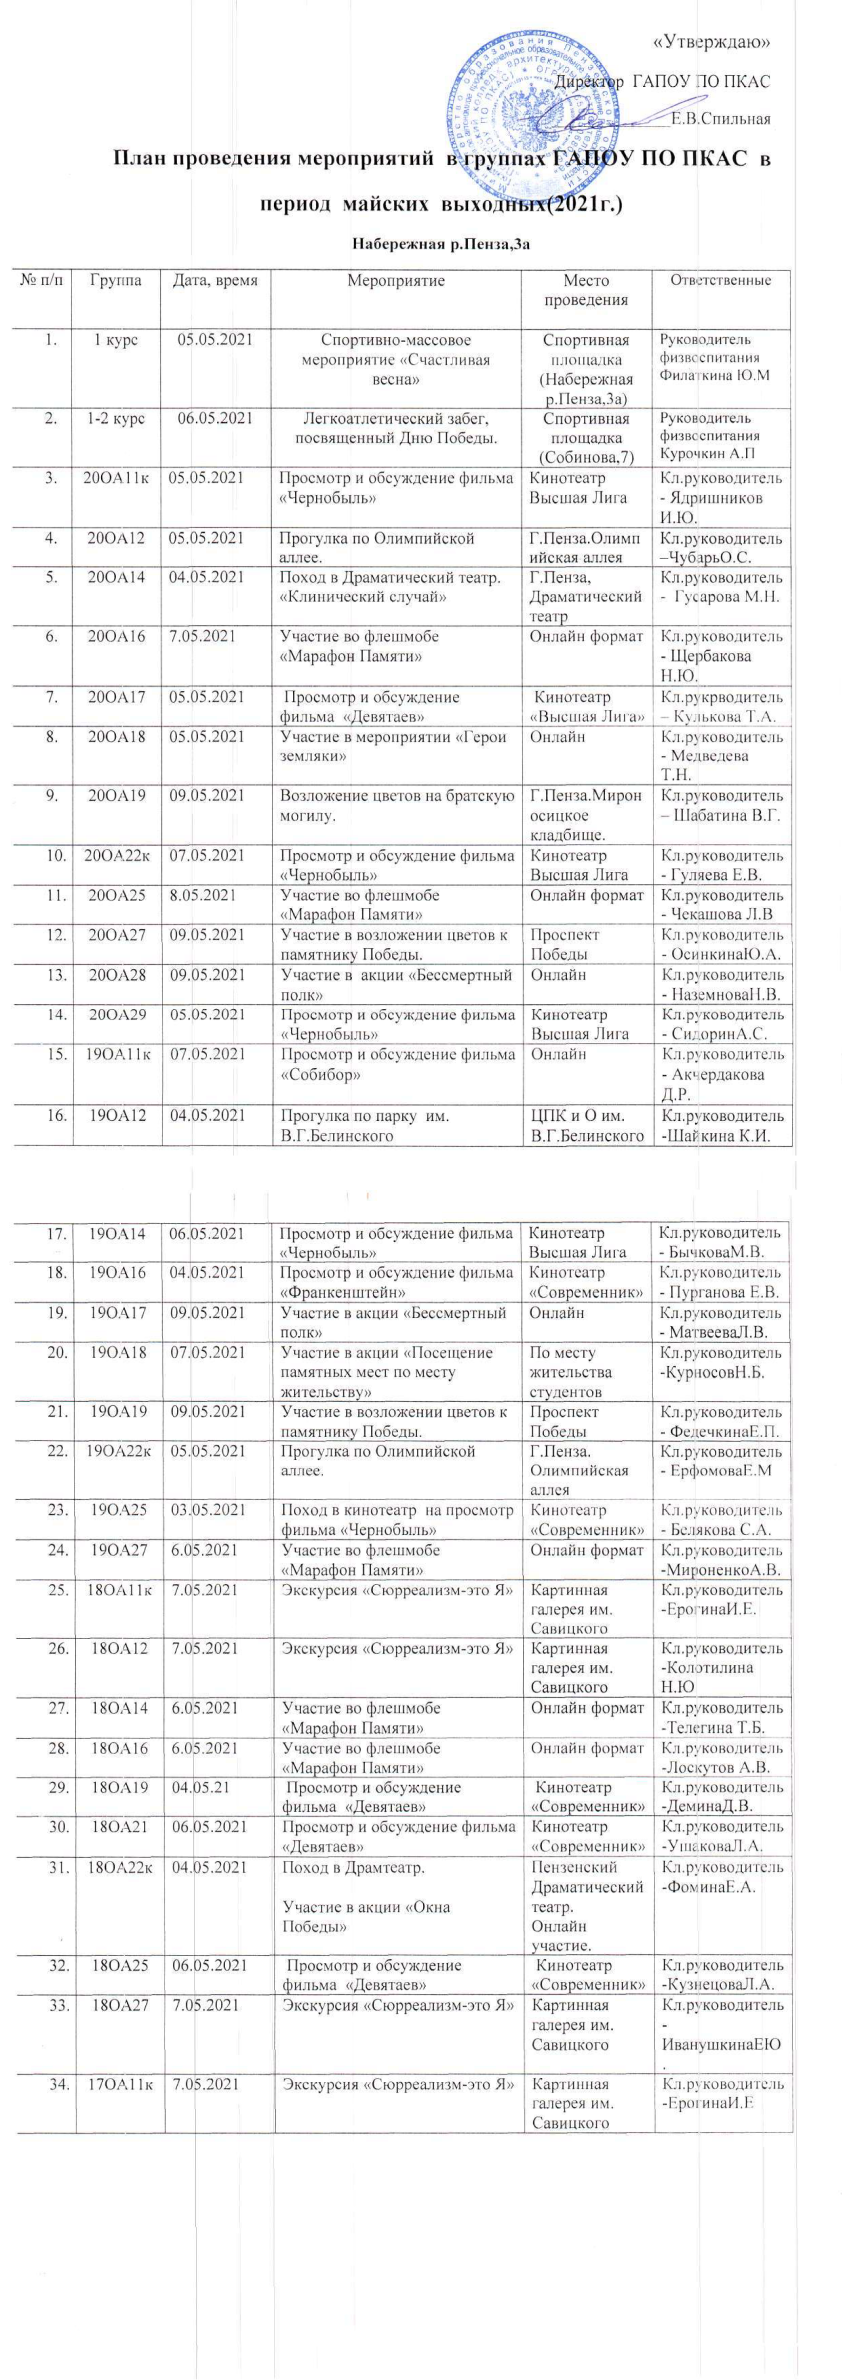 «Утверждаю»
Директор ГАПОУ ПО ПКАС
Е.В.Спильная
План проведения мероприятий в группах ГАПОУ ПО ПКАС в
период майских выходных(2021г.)
Набережная р.Пенза,3а
№ п/п Группа Дата, время Мероприятие Место проведения Ответственные
1. 1 курс 05.05.2021 Спортивно-массовое мероприятие «Счастливая весна» Спортивная площадка (Набережная р.Пенза,3а) Руководитель физвоспитания Филаткина Ю.М
2. 1-2 курс 06.05.2021 Легкоатлетический забег, посвященный Дню Победы. Спортивная площадка (Собинова,7) Руководитель физвоспитания Курочкин А.П
3. 20ОА11к 05.05.2021 Просмотр и обсуждение фильма «Чернобыль» Кинотеатр Высшая Лига Кл.руководитель - Ядришников И.Ю.
4. 20ОА12 05.05.2021 Прогулка по Олимпийской аллее. Г.Пенза.Олимп ийская аллея Кл.руководитель –ЧубарьО.С.
5. 20ОА14 04.05.2021 Поход в Драматический театр. «Клинический случай» Г.Пенза, Драматический театр Кл.руководитель - Гусарова М.Н.
6. 20ОА16 7.05.2021 Участие во флешмобе «Марафон Памяти» Онлайн формат Кл.руководитель - Щербакова Н.Ю.
7. 20ОА17 05.05.2021 Просмотр и обсуждение фильма «Девятаев» Кинотеатр «Высшая Лига» Кл.рукрводитель – Кулькова Т.А.
8. 20ОА18 05.05.2021 Участие в мероприятии «Герои земляки» Онлайн Кл.руководитель - Медведева Т.Н.
9. 20ОА19 09.05.2021 Возложение цветов на братскую могилу. Г.Пенза.Мирон осицкое кладбище. Кл.руководитель – Шабатина В.Г.
10. 20ОА22к 07.05.2021 Просмотр и обсуждение фильма «Чернобыль» Кинотеатр Высшая Лига Кл.руководитель - Гуляева Е.В.
11. 20ОА25 8.05.2021 Участие во флешмобе «Марафон Памяти» Онлайн формат Кл.руководитель - Чекашова Л.В
12. 20ОА27 09.05.2021 Участие в возложении цветов к памятнику Победы. Проспект Победы Кл.руководитель - ОсинкинаЮ.А.
13. 20ОА28 09.05.2021 Участие в акции «Бессмертный полк» Онлайн Кл.руководитель - НаземноваН.В.
14. 20ОА29 05.05.2021 Просмотр и обсуждение фильма «Чернобыль» Кинотеатр Высшая Лига Кл.руководитель - СидоринА.С.
15. 19ОА11к 07.05.2021 Просмотр и обсуждение фильма «Собибор» Онлайн Кл.руководитель - Акчердакова Д.Р.
16. 19ОА12 04.05.2021 Прогулка по парку им. В.Г.Белинского ЦПК и О им. В.Г.Белинского Кл.руководитель -Шайкина К.И.
17. 19ОА14 06.05.2021 Просмотр и обсуждение фильма «Чернобыль» Кинотеатр Высшая Лига Кл.руководитель - БычковаМ.В.
18. 19ОА16 04.05.2021 Просмотр и обсуждение фильма «Франкенштейн» Кинотеатр «Современник» Кл.руководитель - Пурганова Е.В.
19. 19ОА17 09.05.2021 Участие в акции «Бессмертный полк» Онлайн Кл.руководитель - МатвееваЛ.В.
20. 19ОА18 07.05.2021 Участие в акции «Посещение памятных мест по месту жительству» По месту жительства студентов Кл.руководитель -КурносовН.Б.
21. 19ОА19 09.05.2021 Участие в возложении цветов к памятнику Победы. Проспект Победы Кл.руководитель - ФедечкинаЕ.П.
22. 19ОА22к 05.05.2021 Прогулка по Олимпийской аллее. Г.Пенза. Олимпийская аллея Кл.руководитель - ЕрфомоваЕ.М
23. 19ОА25 03.05.2021 Поход в кинотеатр на просмотр фильма «Чернобыль» Кинотеатр «Современник» Кл.руководитель - Белякова С.А.
24. 19ОА27 6.05.2021 Участие во флешмобе «Марафон Памяти» Онлайн формат Кл.руководитель -МироненкоА.В.
25. 18ОА11к 7.05.2021 Экскурсия «Сюрреализм-это Я» Картинная галерея им. Савицкого Кл.руководитель -ЕрогинаИ.Е.
26. 18ОА12 7.05.2021 Экскурсия «Сюрреализм-это Я» Картинная галерея им. Савицкого Кл.руководитель -Колотилина Н.Ю
27. 18ОА14 6.05.2021 Участие во флешмобе «Марафон Памяти» Онлайн формат Кл.руководитель -Телегина Т.Б.
28. 18ОА16 6.05.2021 Участие во флешмобе «Марафон Памяти» Онлайн формат Кл.руководитель -Лоскутов А.В.
29. 18ОА19 04.05.21 Просмотр и обсуждение фильма «Девятаев» Кинотеатр «Современник» Кл.руководитель -ДеминаД.В.
30. 18ОА21 06.05.2021 Просмотр и обсуждение фильма «Девятаев» Кинотеатр «Современник» Кл.руководитель -УшаковаЛ.А.
31. 18ОА22к 04.05.2021 Поход в Драмтеатр. Участие в акции «Окна Победы» Пензенский Драматический театр. Онлайн участие. Кл.руководитель -ФоминаЕ.А.
32. 18ОА25 06.05.2021 Просмотр и обсуждение фильма «Девятаев» Кинотеатр «Современник» Кл.руководитель -КузнецоваЛ.А.
33. 18ОА27 7.05.2021 Экскурсия «Сюрреализм-это Я» Картинная галерея им. Савицкого Кл.руководитель - ИванушкинаЕЮ .
34. 17ОА11к 7.05.2021 Экскурсия «Сюрреализм-это Я» Картинная галерея им. Савицкого Кл.руководитель -ЕрогинаИ.Е